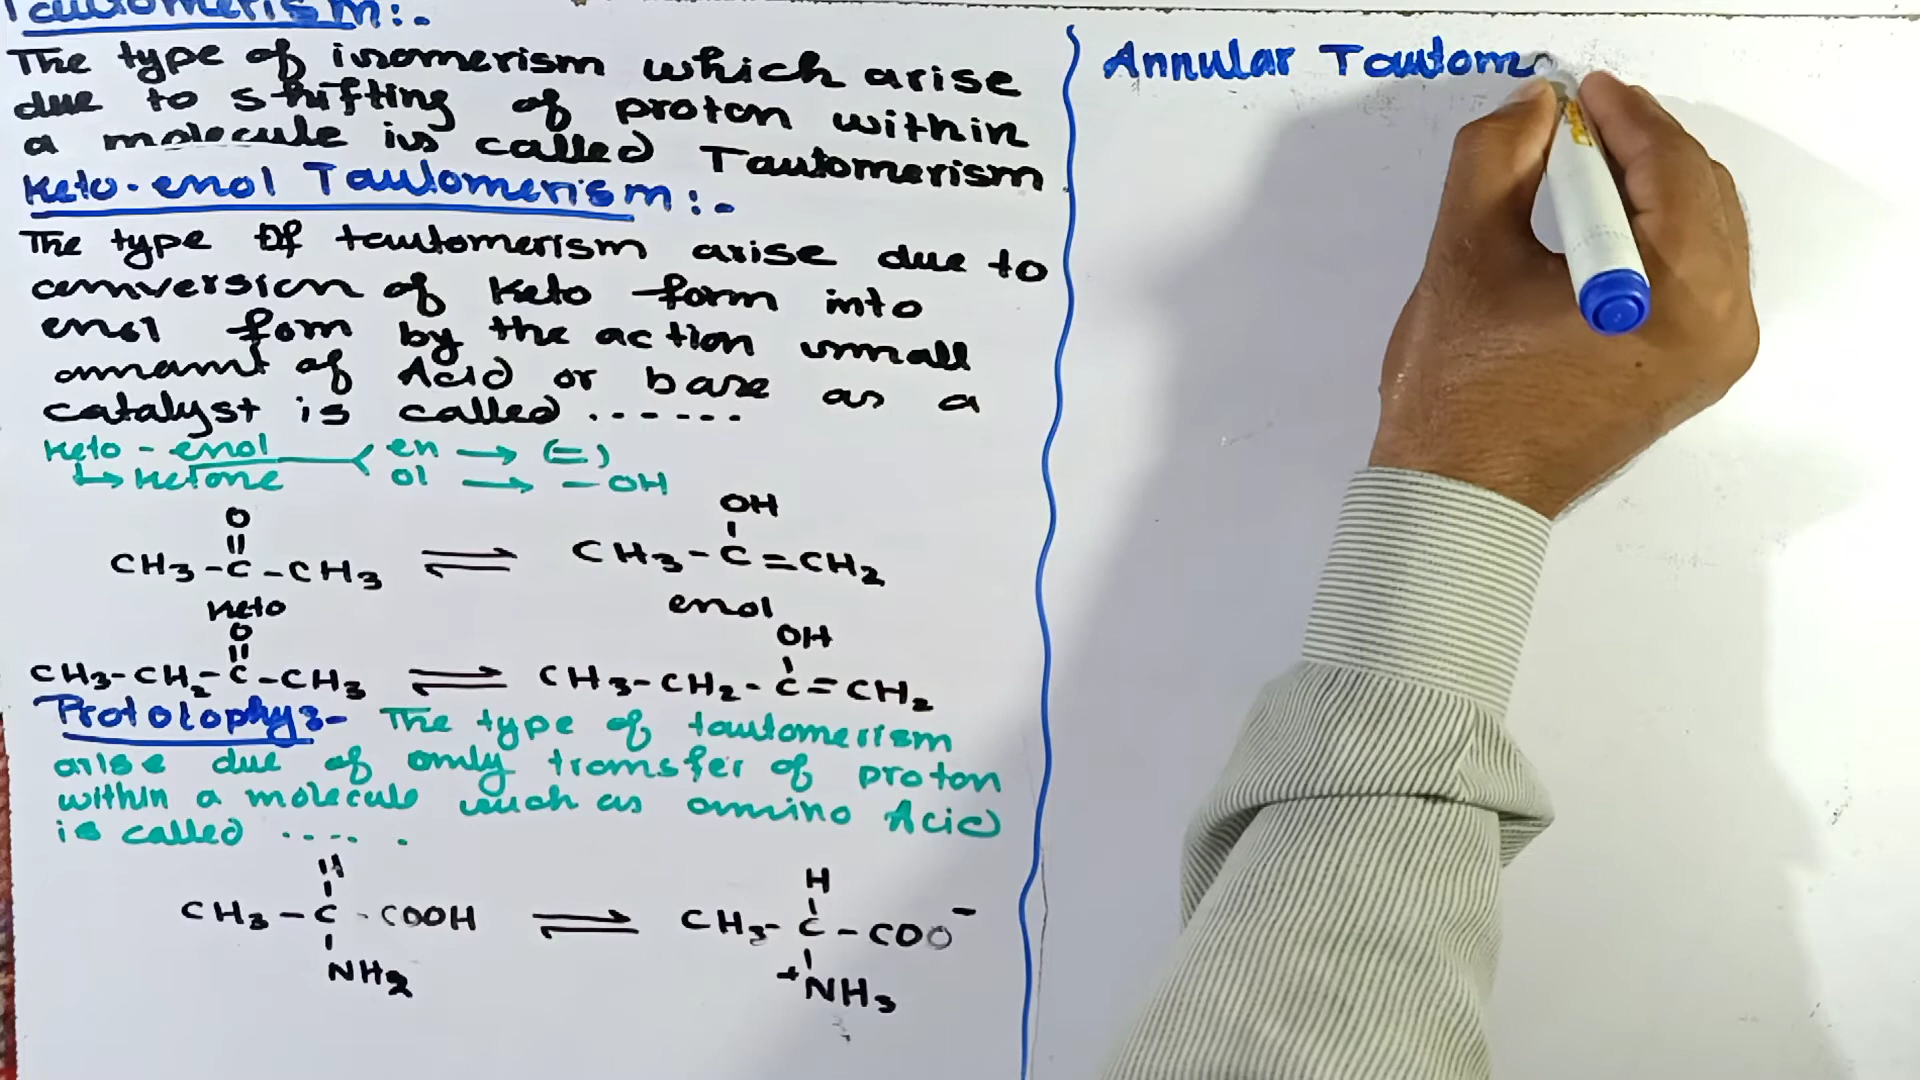 Tautomerism:-
The type of isomerism which arise
due to shifting of proton within
a molecule is called Tautomerism
Keto-enol Tautomerism:-
The type of tautomerism arise due to
conversion of Keto form into
enol form by the action small
amount of Acid or base as a
catalyst is called ......
Keto - enol en → (=)
↳ Ketone ol → -OH
O
||
CH3-C-CH3 ⇌ CH3-C=CH2
OH
Keto enol
O
||
CH3-CH2-C-CH3 ⇌ CH3-CH2-C=CH2
OH
Protolophy:- The type of tautomerism
arise due of only transfer of proton
within a molecule such as amino Acid
is called .....
H
CH3-C-COOH ⇌ CH3-C-COO-
H
NH2 +NH3
Annular Tautom